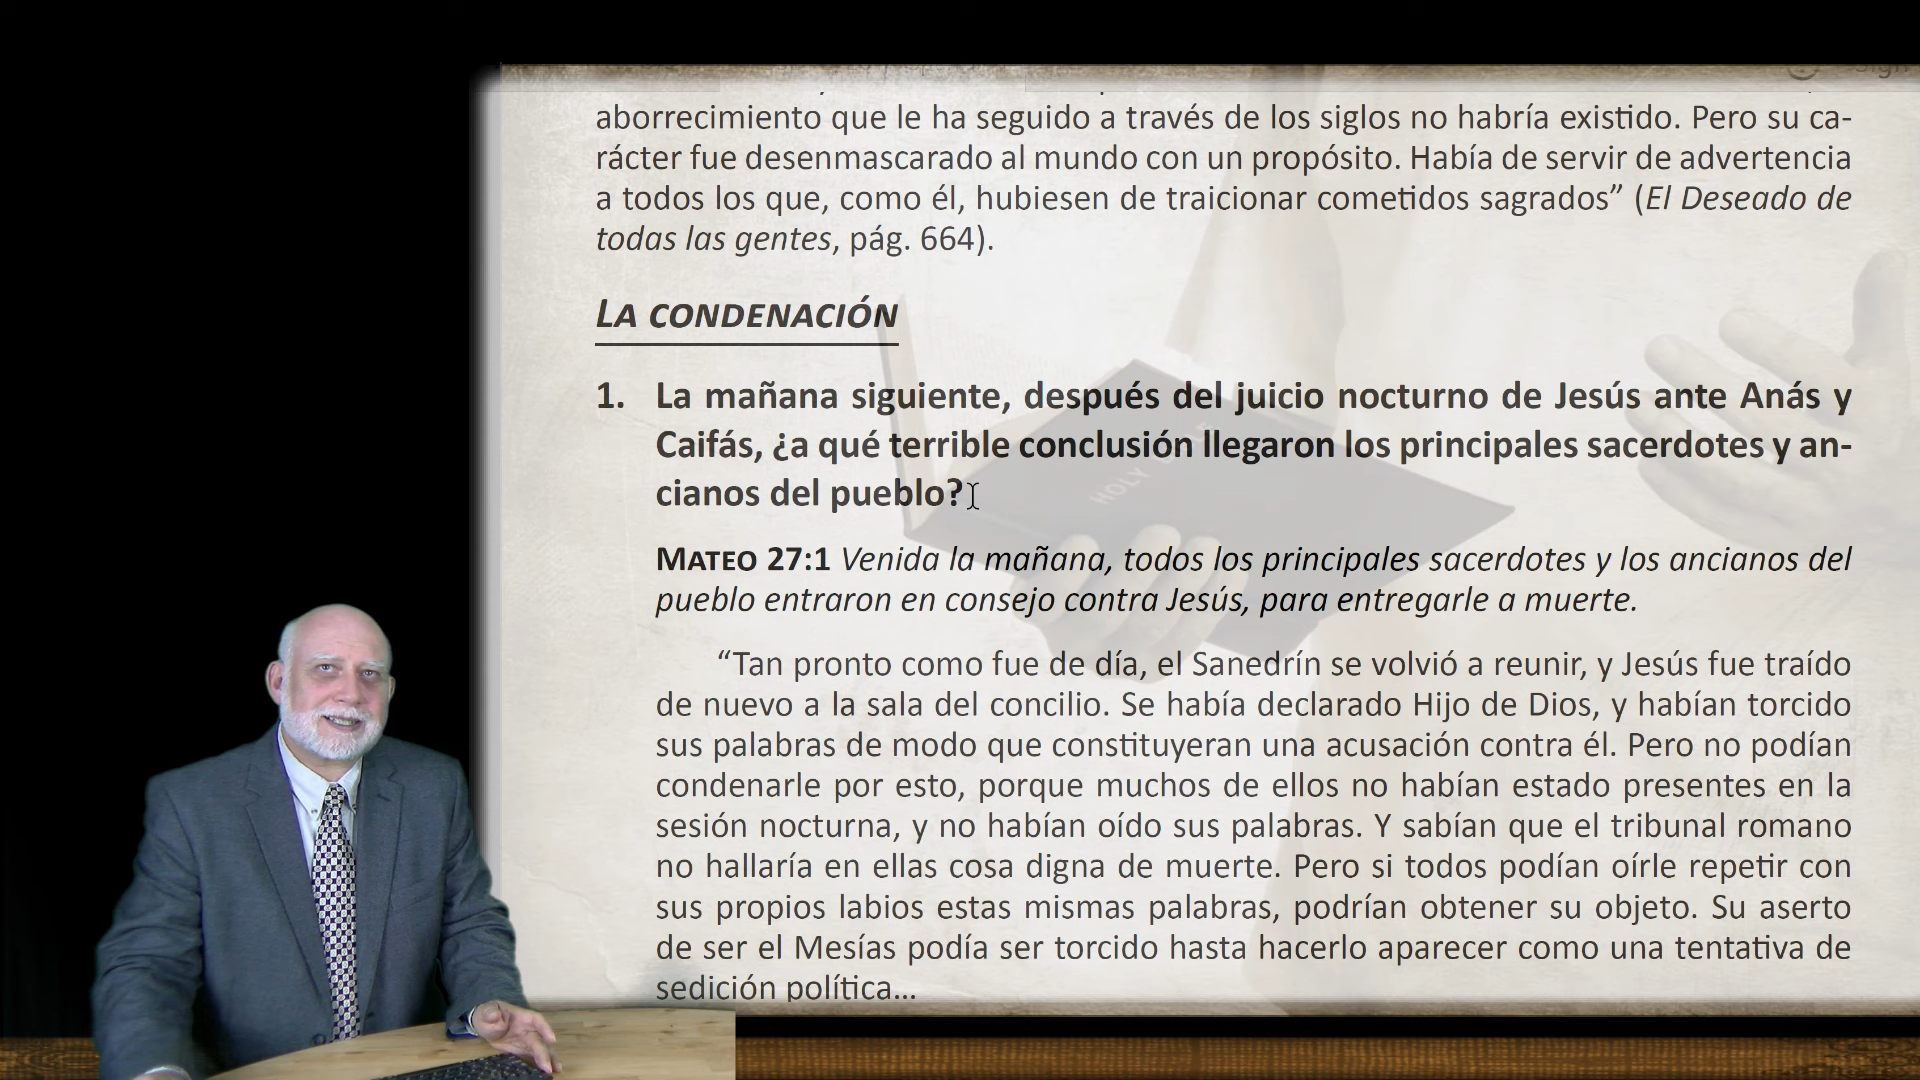 aborrecimiento que le ha seguido a través de los siglos no habría existido. Pero su ca-
rácter fue desenmascarado al mundo con un propósito. Había de servir de advertencia
a todos los que, como él, hubiesen de traicionar cometidos sagrados” (El Deseado de
todas las gentes, pág. 664).
LA CONDENACIÓN
1. La mañana siguiente, después del juicio nocturno de Jesús ante Anás y
Caifás, ¿a qué terrible conclusión llegaron los principales sacerdotes y an-
cianos del pueblo?
MATEO 27:1 Venida la mañana, todos los principales sacerdotes y los ancianos del
pueblo entraron en consejo contra Jesús, para entregarle a muerte.
“Tan pronto como fue de día, el Sanedrín se volvió a reunir, y Jesús fue traído
de nuevo a la sala del concilio. Se había declarado Hijo de Dios, y habían torcido
sus palabras de modo que constituyeran una acusación contra él. Pero no podían
condenarle por esto, porque muchos de ellos no habían estado presentes en la
sesión nocturna, y no habían oído sus palabras. Y sabían que el tribunal romano
no hallaría en ellas cosa digna de muerte. Pero si todos podían oírle repetir con
sus propios labios estas mismas palabras, podrían obtener su objeto. Su aserto
de ser el Mesías podía ser torcido hasta hacerlo aparecer como una tentativa de
sedición política...